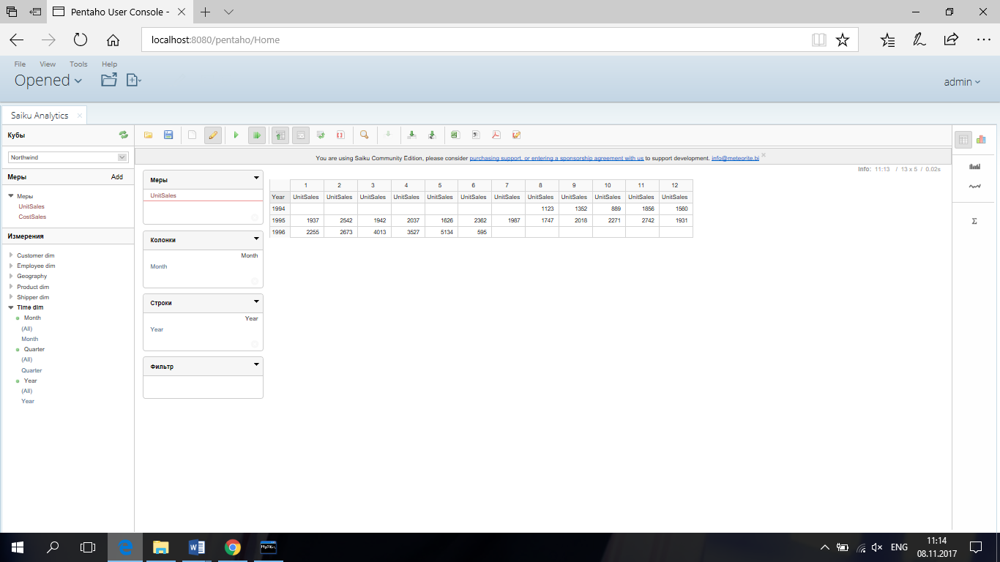 Pentaho User Console -
localhost:8080/pentaho/Home
File View Tools Help
Opened
admin
Saiku Analytics
Кубы
Northwind
You are using Saiku Community Edition, please consider purchasing support, or entering a sponsorship agreement with us to support development. info@meteorite.bi
Info: 11:13 / 13 x 5 / 0.02s
Меры Add
Меры
UnitSales
CostSales
Измерения
Customer dim
Employee dim
Geography
Product dim
Shipper dim
Time dim
Month
(All)
Month
Quarter
(All)
Quarter
Year
(All)
Year
Меры
UnitSales
Колонки
Month
Month
Строки
Year
Year
Фильтр
1 2 3 4 5 6 7 8 9 10 11 12
Year UnitSales UnitSales UnitSales UnitSales UnitSales UnitSales UnitSales UnitSales UnitSales UnitSales UnitSales UnitSales
1994 1123 1352 889 1856 1560
1995 1937 2542 1942 2037 1626 2362 1987 1747 2018 2271 2742 1931
1996 2255 2673 4013 3527 5134 595
Σ
MySQL
ENG
11:14
08.11.2017